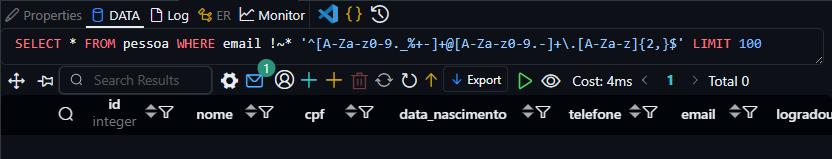 Properties DATA Log ER Monitor
SELECT * FROM pessoa WHERE email !~* '^[A-Za-z0-9._%+-]+@[A-Za-z0-9.-]+\.[A-Za-z]{2,}$' LIMIT 100
Search Results 1 Export Cost: 4ms 1 Total 0
id nome cpf data_nascimento telefone email logradou
integer